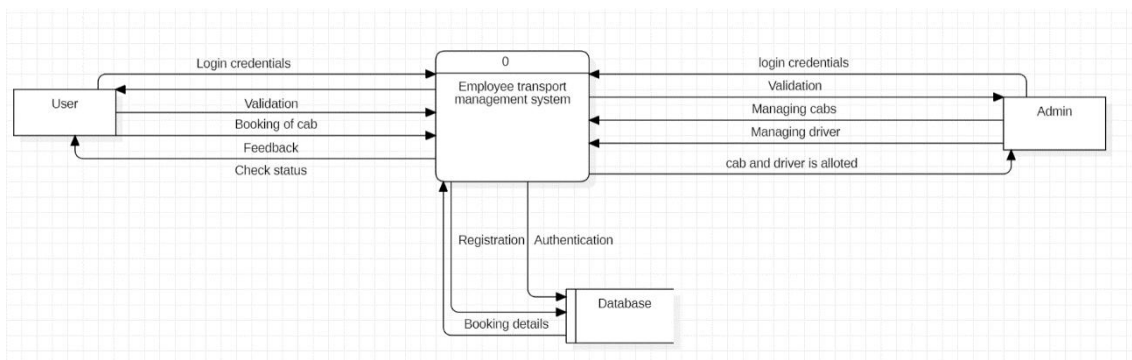 0
Login credentials
login credentials
Employee transport
management system
Validation
User
Validation
Managing cabs
Admin
Booking of cab
Managing driver
Feedback
cab and driver is alloted
Check status
Registration
Authentication
Database
Booking details